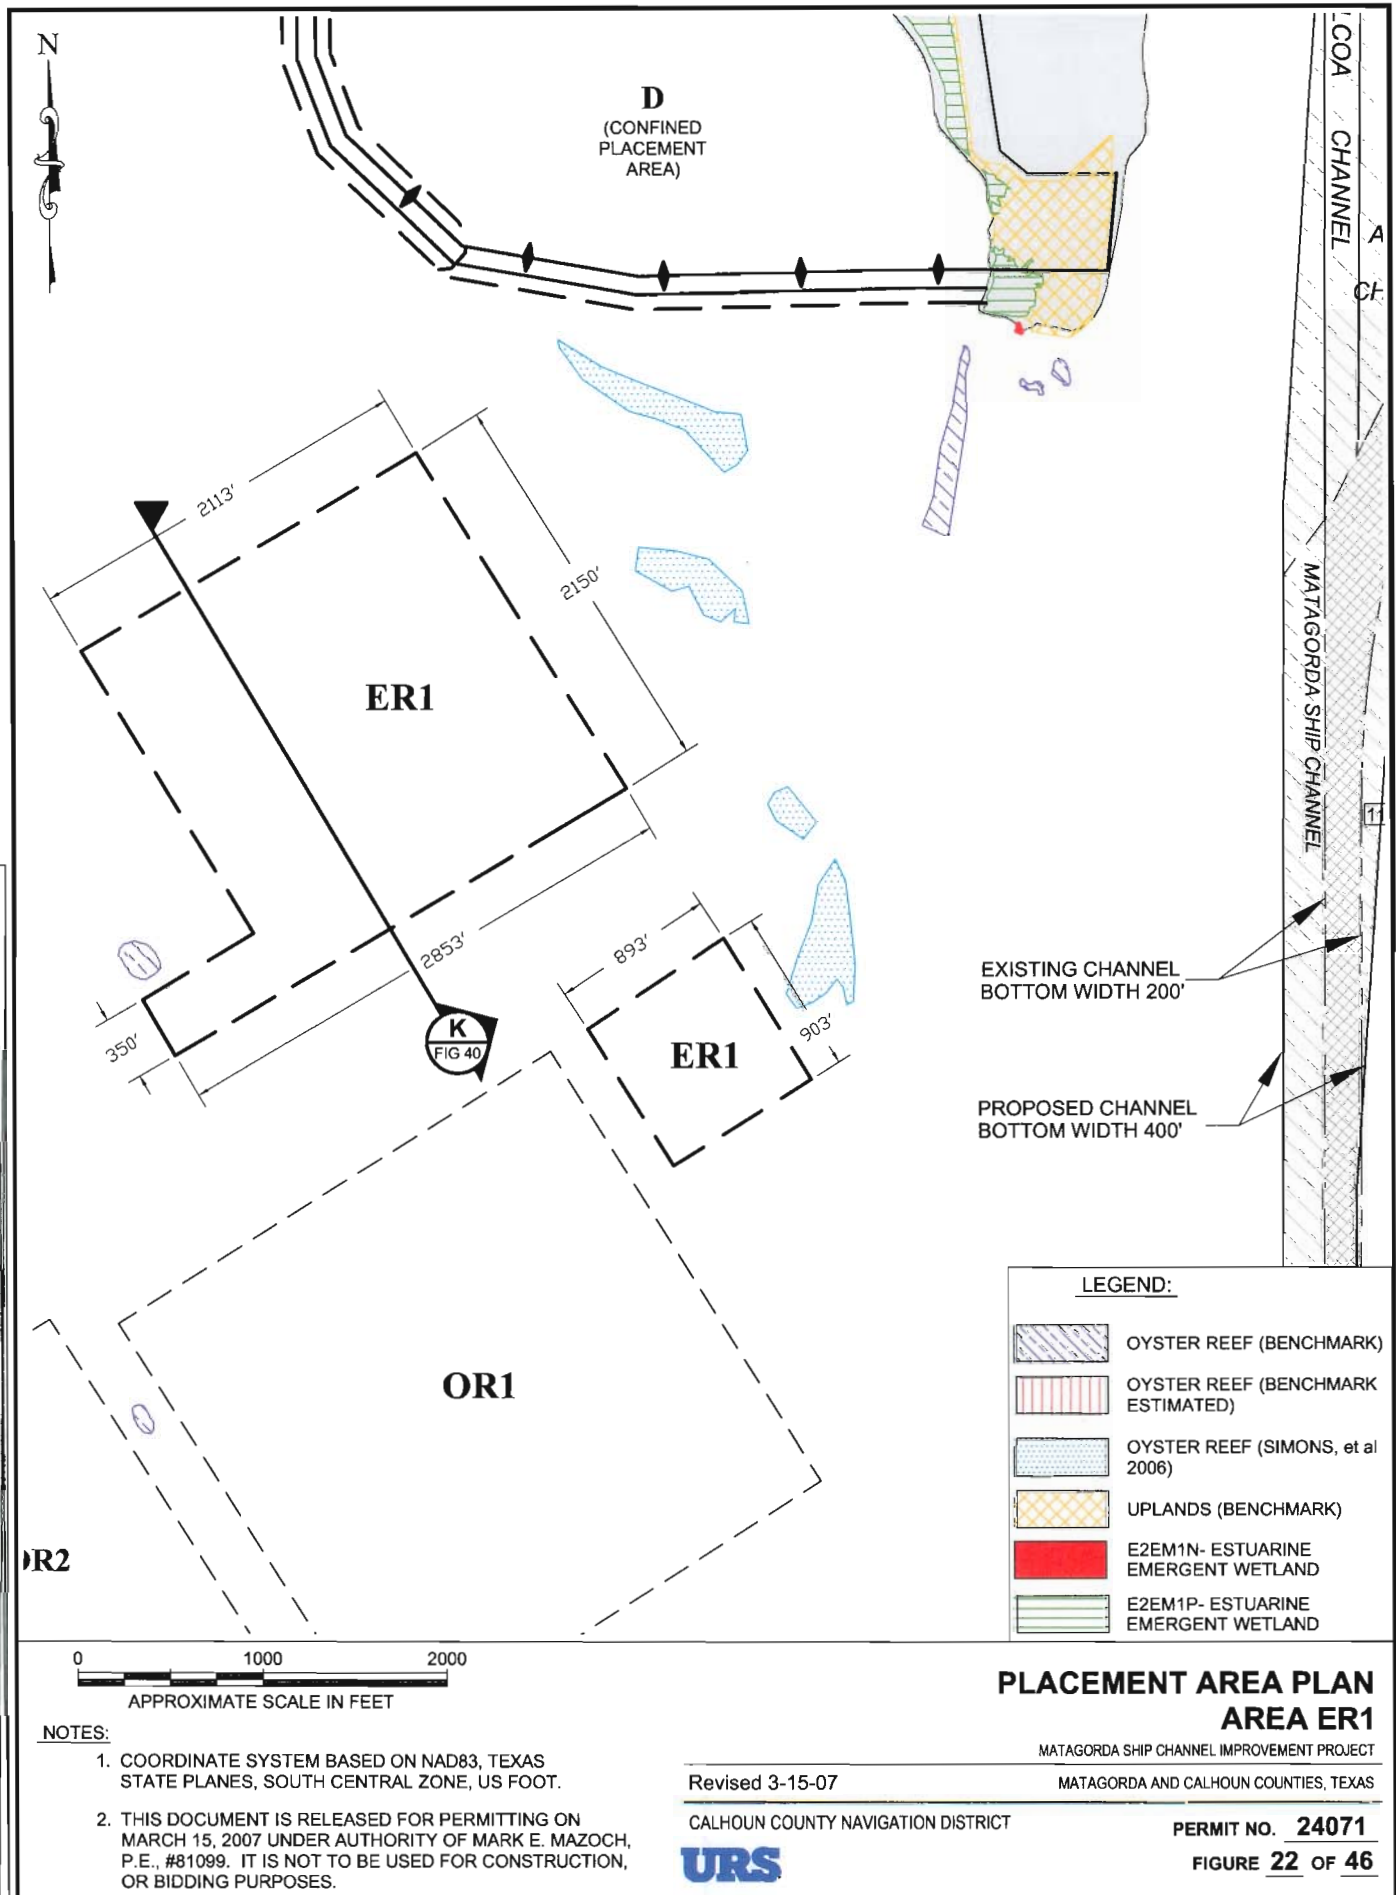 N
D
(CONFINED
PLACEMENT
AREA)
COA CHANNEL
A
CH
2113'
2150'
ER1
MATAGORDA SHIP CHANNEL
11
2853'
893'
903'
350'
K
FIG 40
ER1
EXISTING CHANNEL
BOTTOM WIDTH 200'
PROPOSED CHANNEL
BOTTOM WIDTH 400'
OR1
R2
LEGEND:
OYSTER REEF (BENCHMARK)
OYSTER REEF (BENCHMARK
ESTIMATED)
OYSTER REEF (SIMONS, et al
2006)
UPLANDS (BENCHMARK)
E2EM1N- ESTUARINE
EMERGENT WETLAND
E2EM1P- ESTUARINE
EMERGENT WETLAND
0 1000 2000
APPROXIMATE SCALE IN FEET
NOTES:
1. COORDINATE SYSTEM BASED ON NAD83, TEXAS
STATE PLANES, SOUTH CENTRAL ZONE, US FOOT.
2. THIS DOCUMENT IS RELEASED FOR PERMITTING ON
MARCH 15, 2007 UNDER AUTHORITY OF MARK E. MAZOCH,
P.E., #81099. IT IS NOT TO BE USED FOR CONSTRUCTION,
OR BIDDING PURPOSES.
PLACEMENT AREA PLAN
AREA ER1
MATAGORDA SHIP CHANNEL IMPROVEMENT PROJECT
Revised 3-15-07
MATAGORDA AND CALHOUN COUNTIES, TEXAS
CALHOUN COUNTY NAVIGATION DISTRICT
URS
PERMIT NO. 24071
FIGURE 22 OF 46